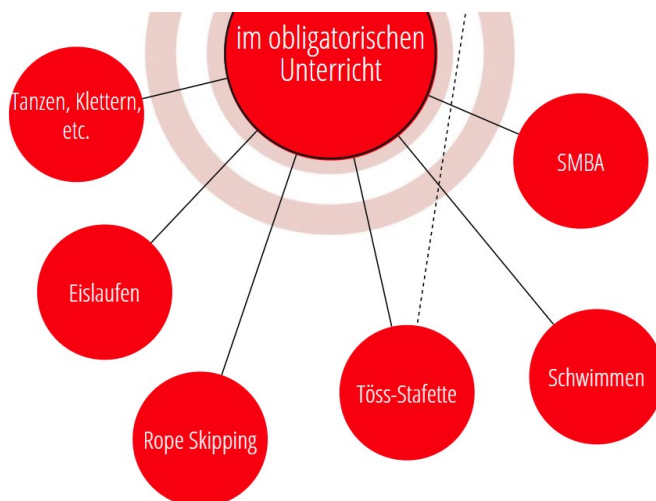 im obligatorischen
Unterricht
Tanzen, Klettern,
etc.
SMBA
Eislaufen
Schwimmen
Töss-Stafette
Rope Skipping